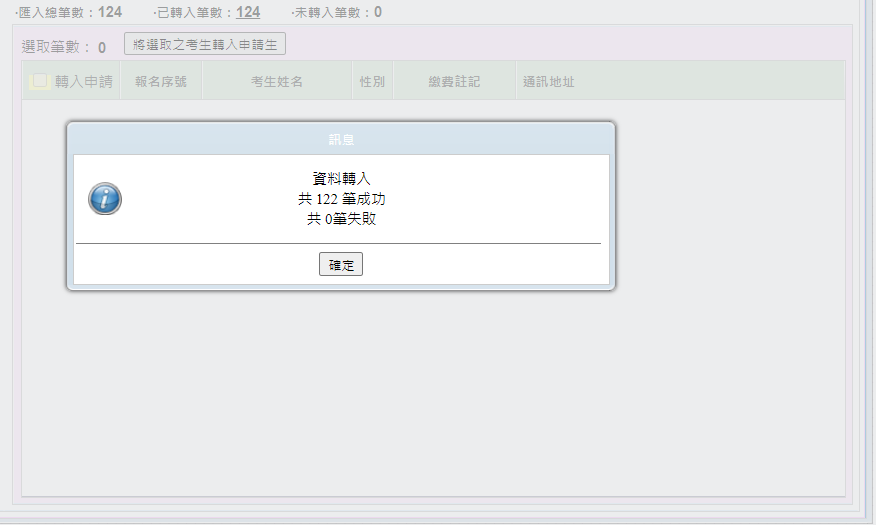 ·匯入總筆數：124 ·已轉入筆數：124 ·未轉入筆數：0
選取筆數： 0 將選取之考生轉入申請生
轉入申請 報名序號 考生姓名 性別 繳費註記 通訊地址
訊息
資料轉入
共 122 筆成功
共 0筆失敗
確定